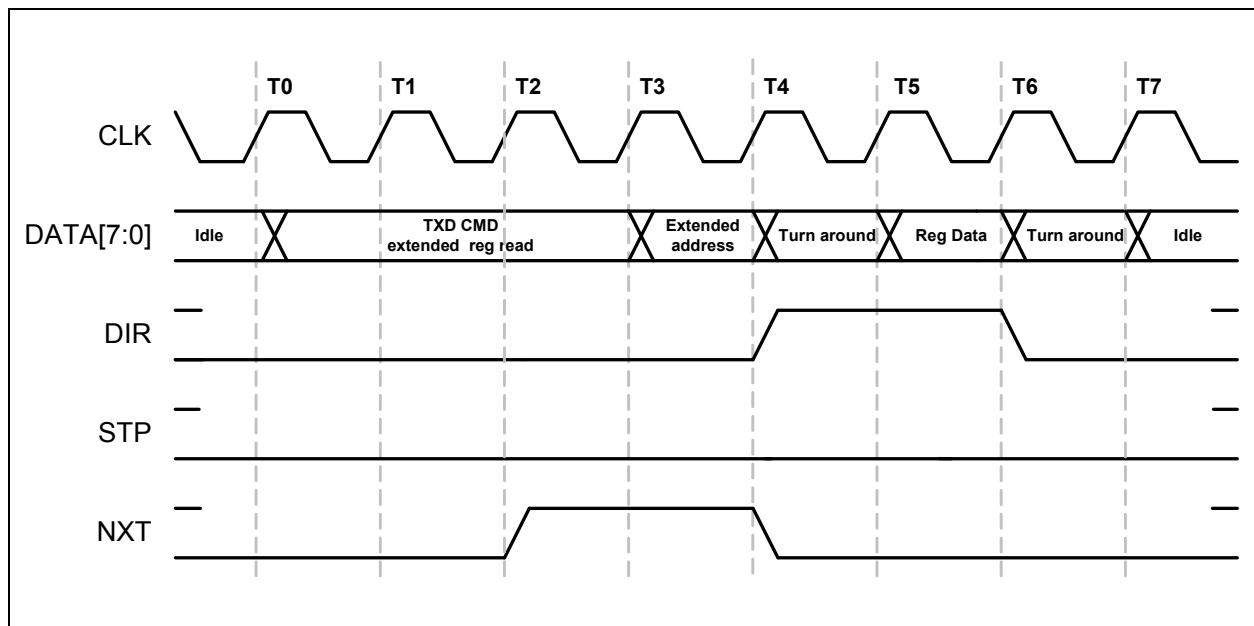 T0 T1 T2 T3 T4 T5 T6 T7
CLK
DATA[7:0]
Idle
TXD CMD
extended reg read
Extended
address
Turn around
Reg Data
Turn around
Idle
DIR
STP
NXT